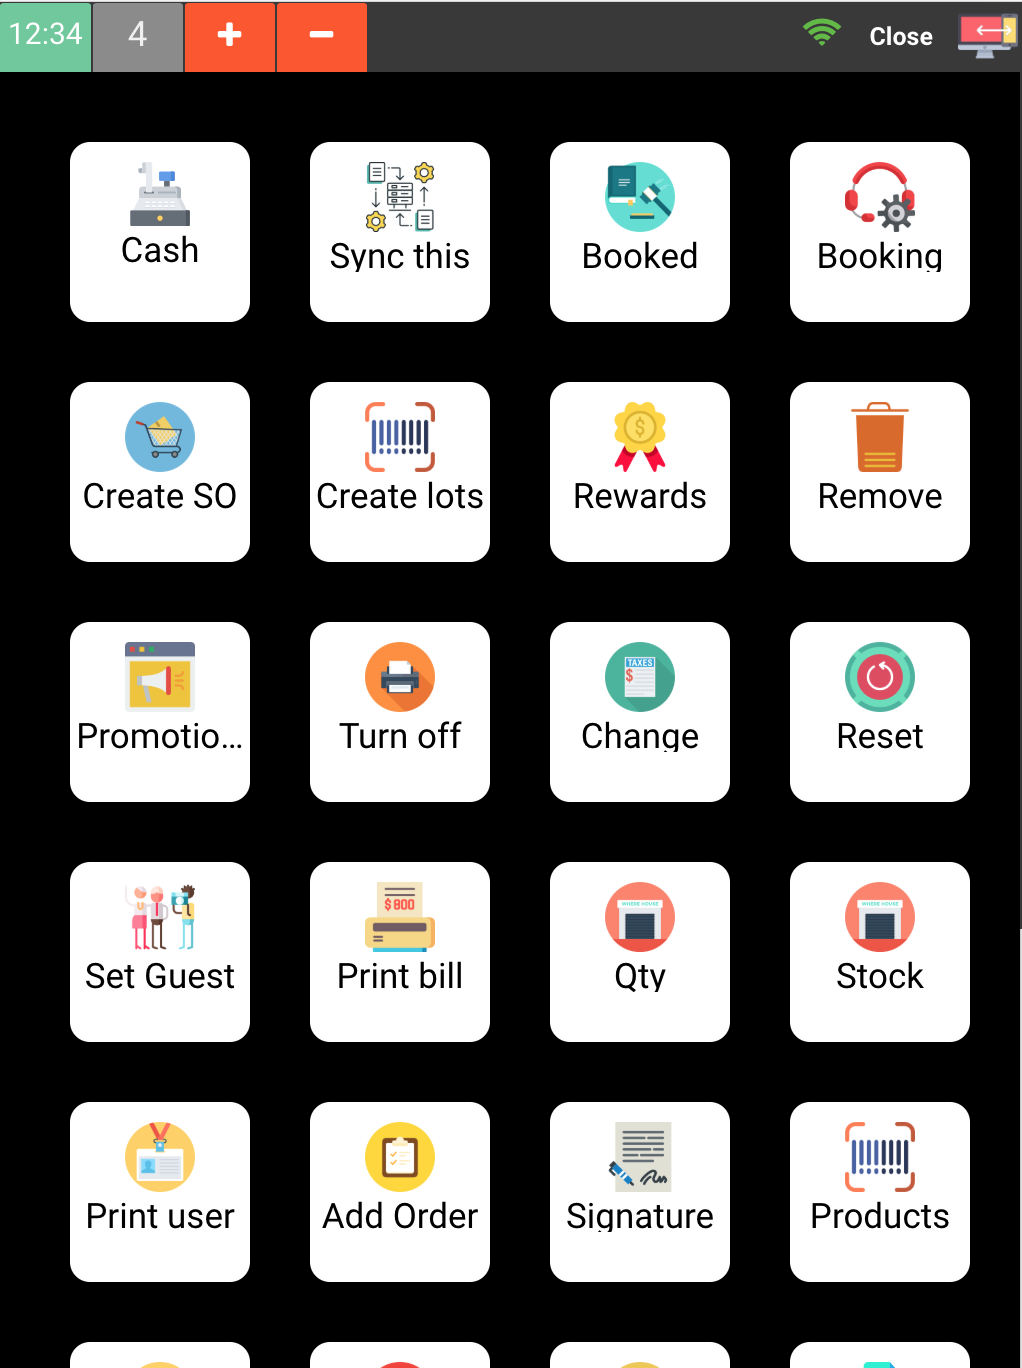 12:34 4 Close
Cash Sync this Booked Booking
Create SO Create lots Rewards Remove
TAXES
$
Promotio... Turn off Change Reset
$ 800
WHERE HOUSE WHERE HOUSE
Set Guest Print bill Qty Stock
Print user Add Order Signature Products